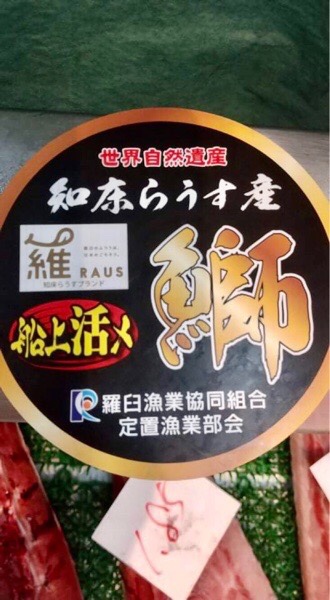 世界自然遺産
知床らうす産
羅
RAUS
知床らうすブランド
船上活〆
鰤
羅臼漁業協同組合
定置漁業部会